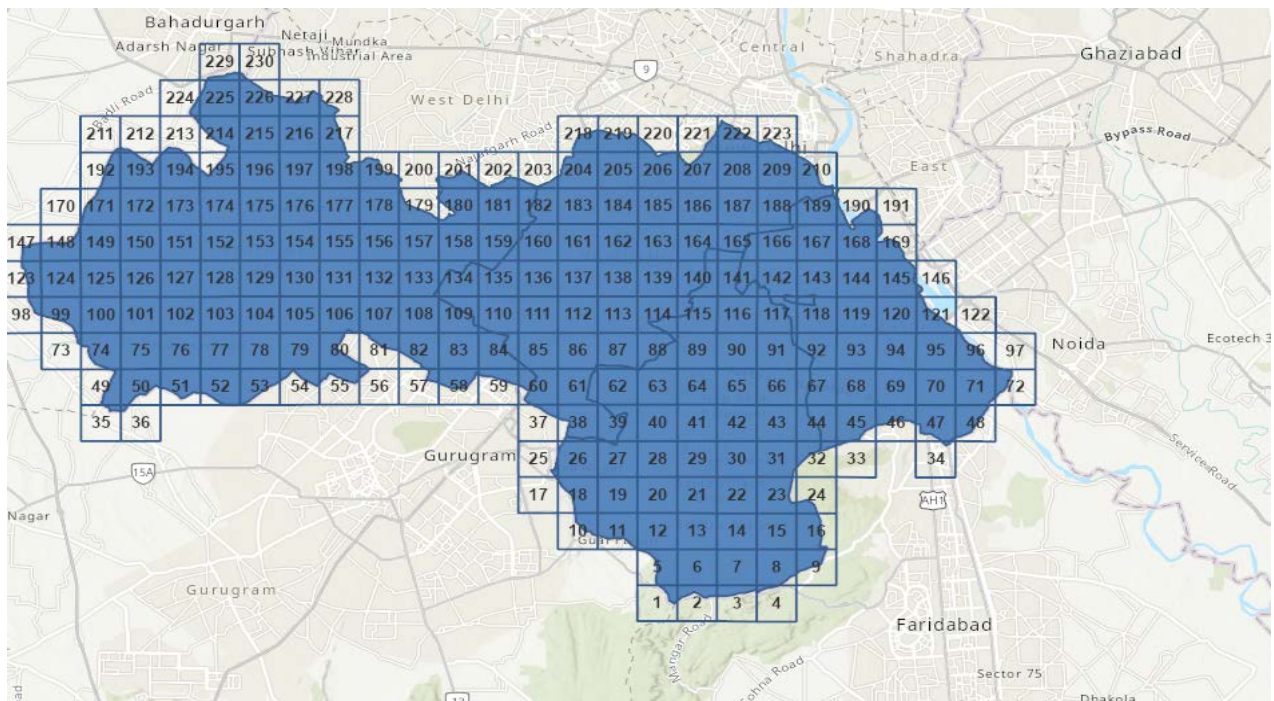 Bahadurgarh
Adarsh Nagar
Netaji
Subhash Vihar
Mundka
Industrial Area
Central
Shahadra
Ghaziabad
9
229 230
Badli Road
224 225 226 227 228
West Delhi
Najafgarh Road
Bypass Road
211 212 213 214 215 216 217
218 219 220 221 222 223
192 193 194 195 196 197 198 199 200 201 202 203 204 205 206 207 208 209 210
East
170 171 172 173 174 175 176 177 178 179 180 181 182 183 184 185 186 187 188 189 190 191
147 148 149 150 151 152 153 154 155 156 157 158 159 160 161 162 163 164 165 166 167 168 169
123 124 125 126 127 128 129 130 131 132 133 134 135 136 137 138 139 140 141 142 143 144 145 146
98 99 100 101 102 103 104 105 106 107 108 109 110 111 112 113 114 115 116 117 118 119 120 121 122
Noida
Ecotech 3
73 74 75 76 77 78 79 80 81 82 83 84 85 86 87 88 89 90 91 92 93 94 95 96 97
49 50 51 52 53 54 55 56 57 58 59 60 61 62 63 64 65 66 67 68 69 70 71 72
35 36
37 38 39 40 41 42 43 44 45 46 47 48
Service Road
Gurugram
15A
25 26 27 28 29 30 31 32 33
34
17 18 19 20 21 22 23 24
AH1
Nagar
10 11 12 13 14 15 16
5 6 7 8 9
Gurugram
1 2 3 4
Mangar Road
Faridabad
Sohna Road
Sector 75
Dhakola